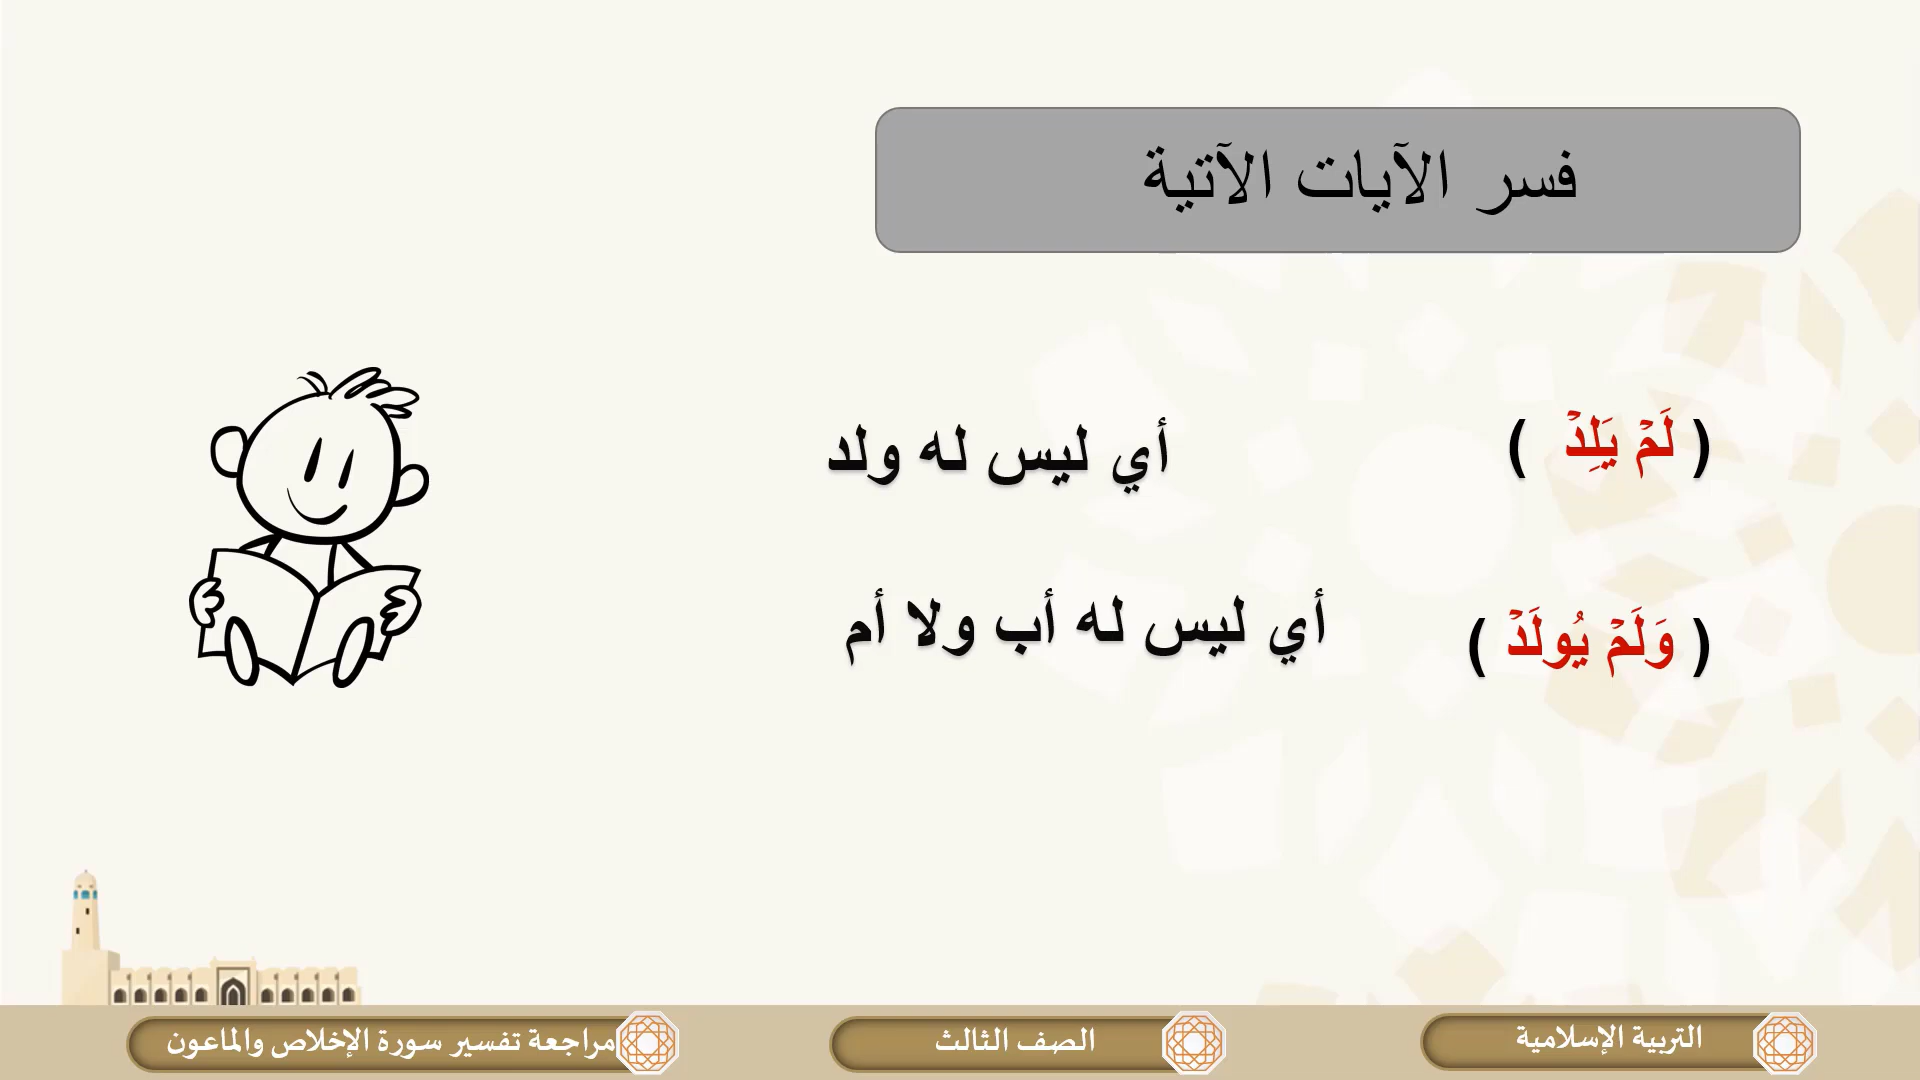 فسر الآيات الآتية
( لَمْ يَلِدْ ) أي ليس له ولد
( وَلَمْ يُولَدْ ) أي ليس له أب ولا أم
التربية الإسلامية
الصف الثالث
مراجعة تفسير سورة الإخلاص والماعون